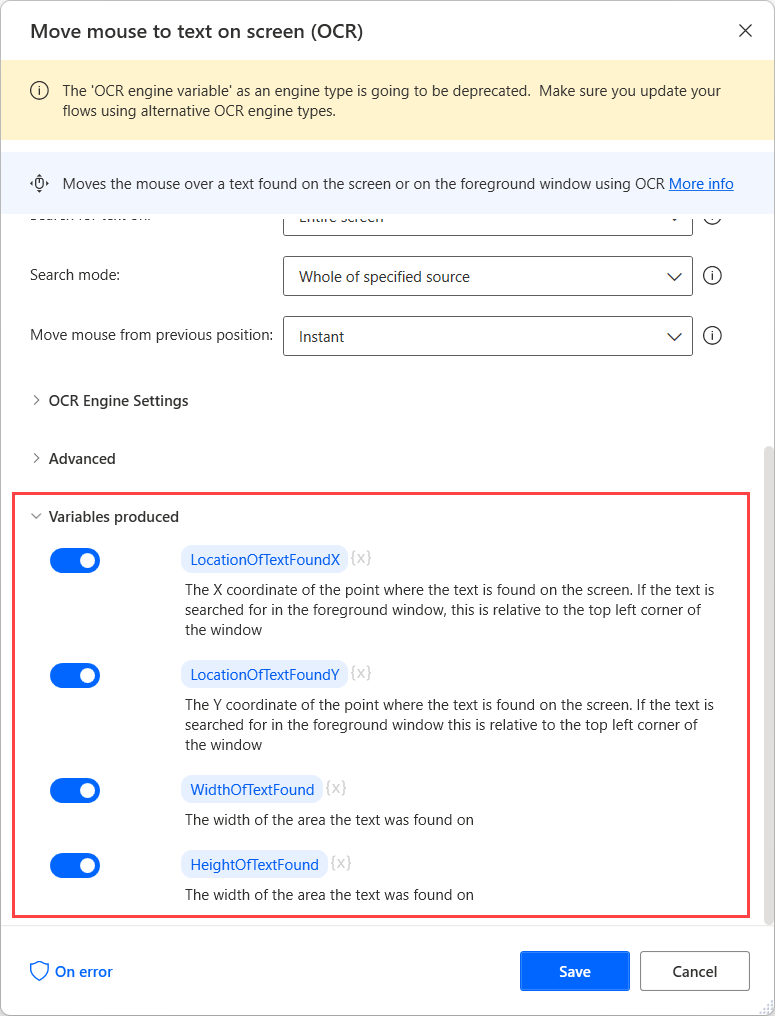 Move mouse to text on screen (OCR)
The 'OCR engine variable' as an engine type is going to be deprecated.  Make sure you update your
flows using alternative OCR engine types.
Moves the mouse over a text found on the screen or on the foreground window using OCR More info
Search for text on: Entire screen
Search mode: Whole of specified source
Move mouse from previous position: Instant
OCR Engine Settings
Advanced
Variables produced
LocationOfTextFoundX {x}
The X coordinate of the point where the text is found on the screen. If the text is
searched for in the foreground window, this is relative to the top left corner of
the window
LocationOfTextFoundY {x}
The Y coordinate of the point where the text is found on the screen. If the text is
searched for in the foreground window this is relative to the top left corner of
the window
WidthOfTextFound {x}
The width of the area the text was found on
HeightOfTextFound {x}
The width of the area the text was found on
On error
Save Cancel